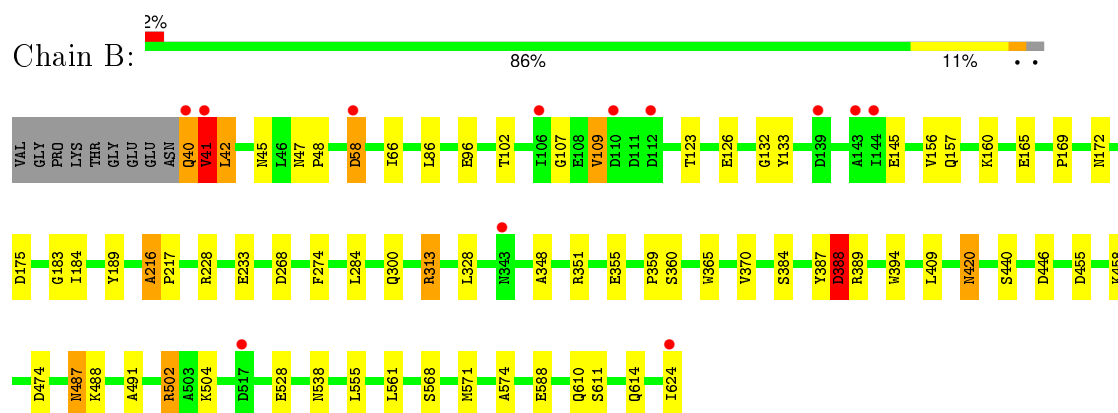 2%
Chain B:
86% 11% • •
VAL GLY PRO LYS THR GLY GLU GLU ASN Q40 V41 L42 N45 L46 N47 P48 D58 I66 L86 E96 T102 I106 G107 E108 V109 D110 D111 D112 T123 E126 G132 Y133 D139 A143 I144 E145 V156 Q157 K160 E165 P169 N172
D175 G183 I184 Y189 A216 P217 R228 E233 D268 F274 L284 Q300 R313 L328 N343 A348 R351 E355 P359 S360 W365 V370 S384 Y387 D388 R389 W394 L409 N420 S440 D446 D455 K458
D474 N487 K488 A491 R502 A503 K504 D517 E528 N538 L555 L561 S568 M571 A574 E588 Q610 S611 Q614 I624